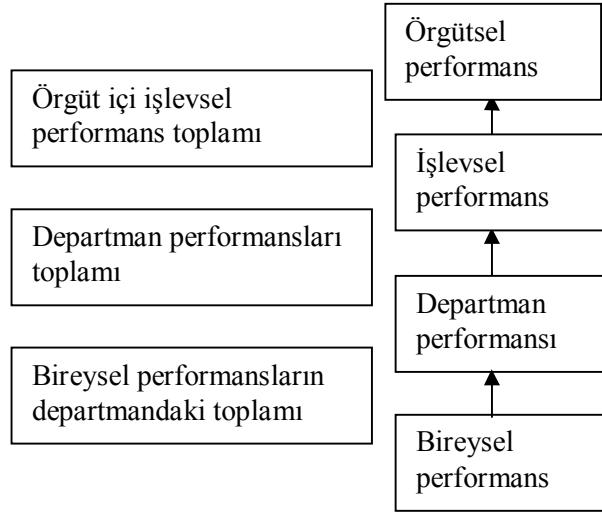 Örgütsel
performans
Örgüt içi işlevsel
performans toplamı
İşlevsel
performans
Departman performansları
toplamı
Departman
performansı
Bireysel performansların
departmandaki toplamı
Bireysel
performans